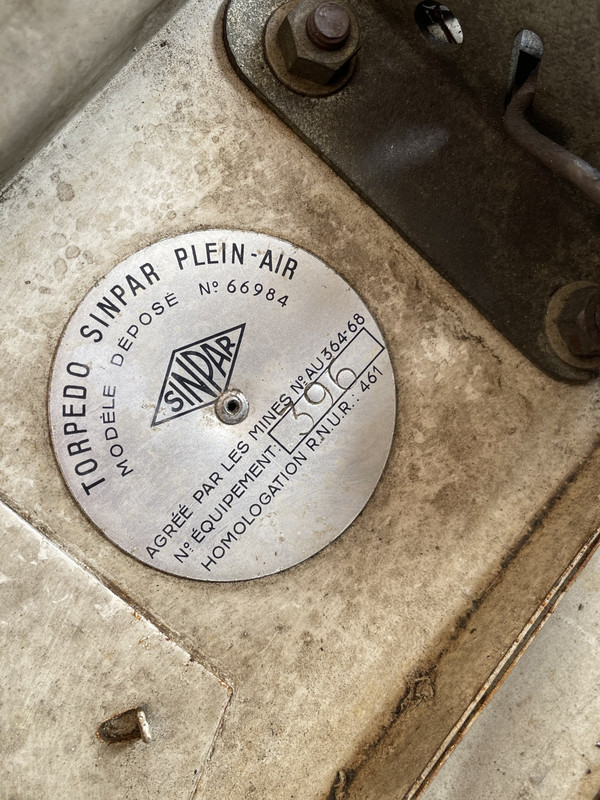 TORPEDO SINPAR PLEIN-AIR
MODÈLE DÉPOSÉ Nº 66984
SINPAR
AGRÉÉ PAR LES MINES Nº AU 364-68
Nº ÉQUIPEMENT: 396
HOMOLOGATION R.N.U.R.: 461